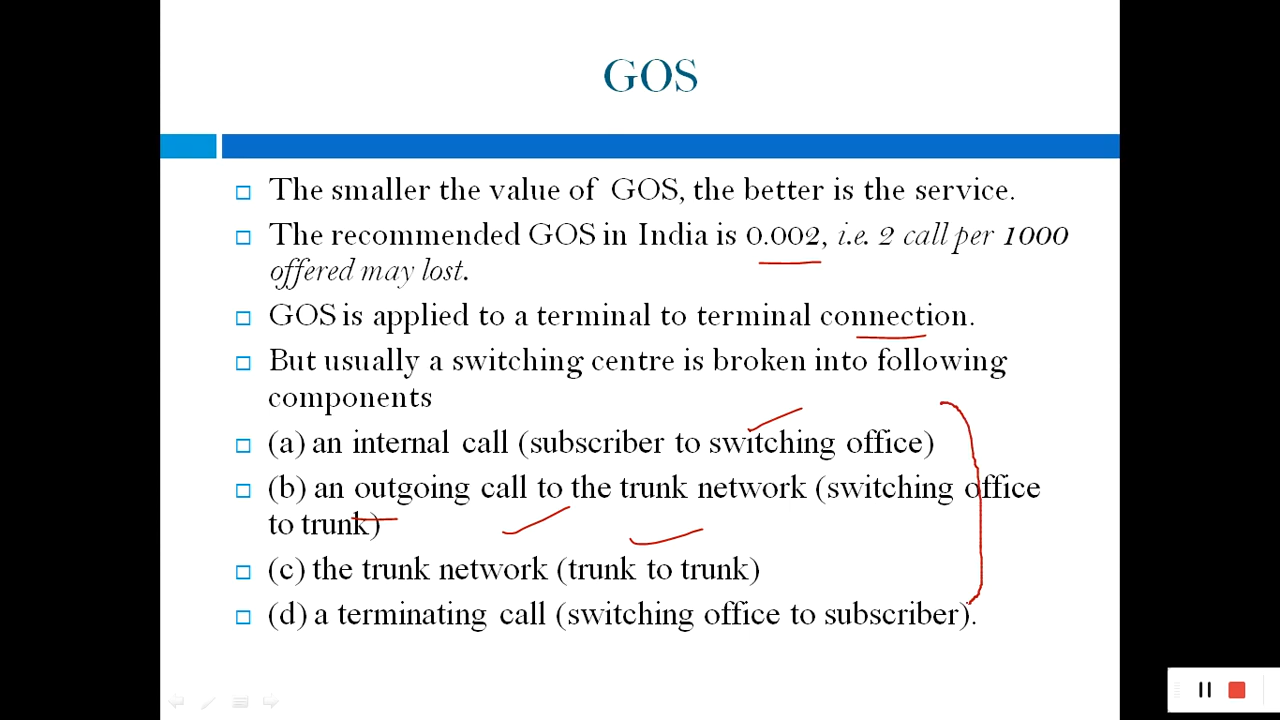 GOS
The smaller the value of GOS, the better is the service.
The recommended GOS in India is 0.002, i.e. 2 call per 1000
offered may lost.
GOS is applied to a terminal to terminal connection.
But usually a switching centre is broken into following
components
(a) an internal call (subscriber to switching office)
(b) an outgoing call to the trunk network (switching office
to trunk)
(c) the trunk network (trunk to trunk)
(d) a terminating call (switching office to subscriber).